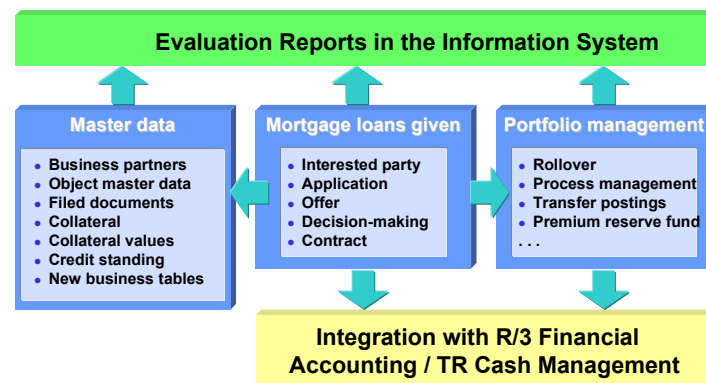 Evaluation Reports in the Information System
Master data
• Business partners
• Object master data
• Filed documents
• Collateral
• Collateral values
• Credit standing
• New business tables
Mortgage loans given
• Interested party
• Application
• Offer
• Decision-making
• Contract
Portfolio management
• Rollover
• Process management
• Transfer postings
• Premium reserve fund
. . .
Integration with R/3 Financial
Accounting / TR Cash Management